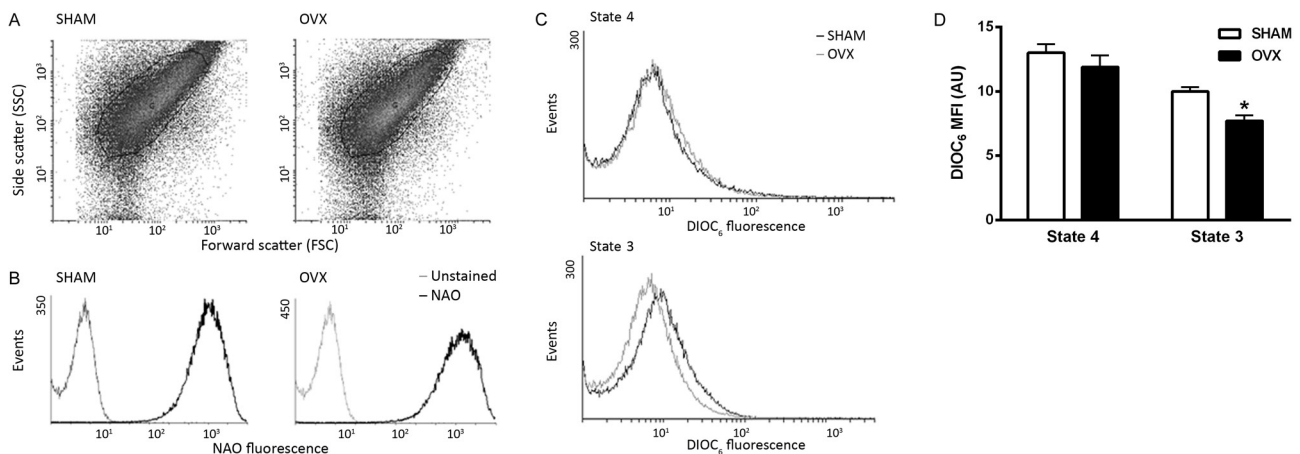 A
SHAM
OVX
Side scatter (SSC)
10³
10²
10¹
10¹ 10² 10³
10¹ 10² 10³
Forward scatter (FSC)
B
SHAM
OVX
Unstained
NAO
Events
350
450
10¹ 10² 10³
10¹ 10² 10³
NAO fluorescence
C
State 4
SHAM
OVX
300
Events
10¹ 10² 10³
DIOC₆ fluorescence
State 3
300
Events
10¹ 10² 10³
DIOC₆ fluorescence
D
DIOC₆ MFI (AU)
15
10
5
0
SHAM
OVX
*
State 4 State 3